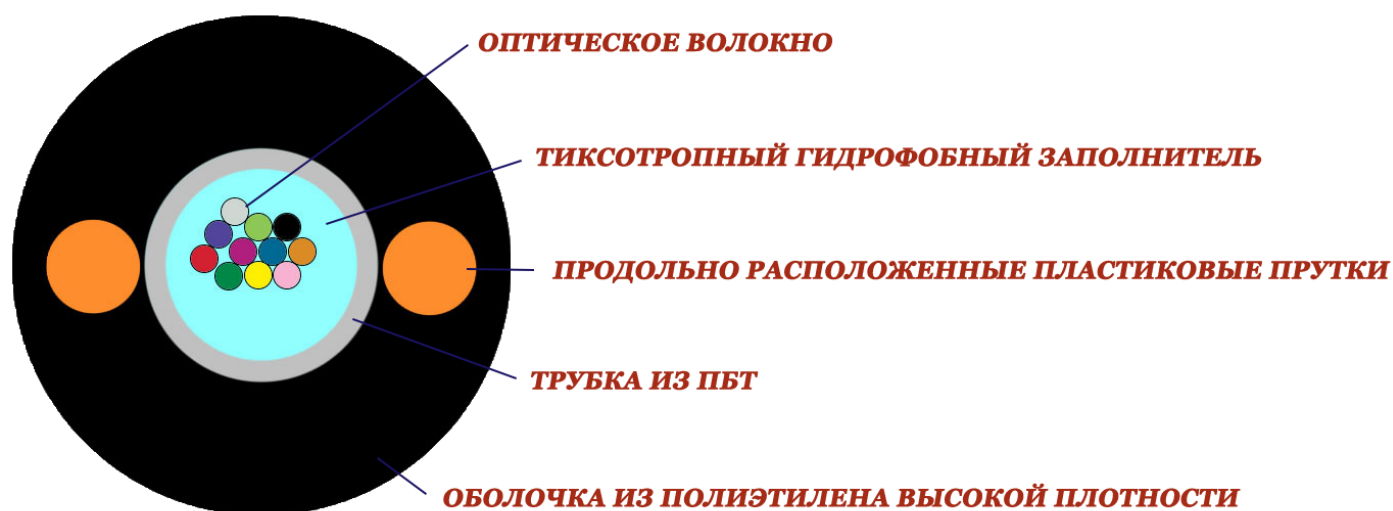 ОПТИЧЕСКОЕ ВОЛОКНО
ТИКСОТРОПНЫЙ ГИДРОФОБНЫЙ ЗАПОЛНИТЕЛЬ
ПРОДОЛЬНО РАСПОЛОЖЕННЫЕ ПЛАСТИКОВЫЕ ПРУТКИ
ТРУБКА ИЗ ПБТ
ОБОЛОЧКА ИЗ ПОЛИЭТИЛЕНА ВЫСОКОЙ ПЛОТНОСТИ